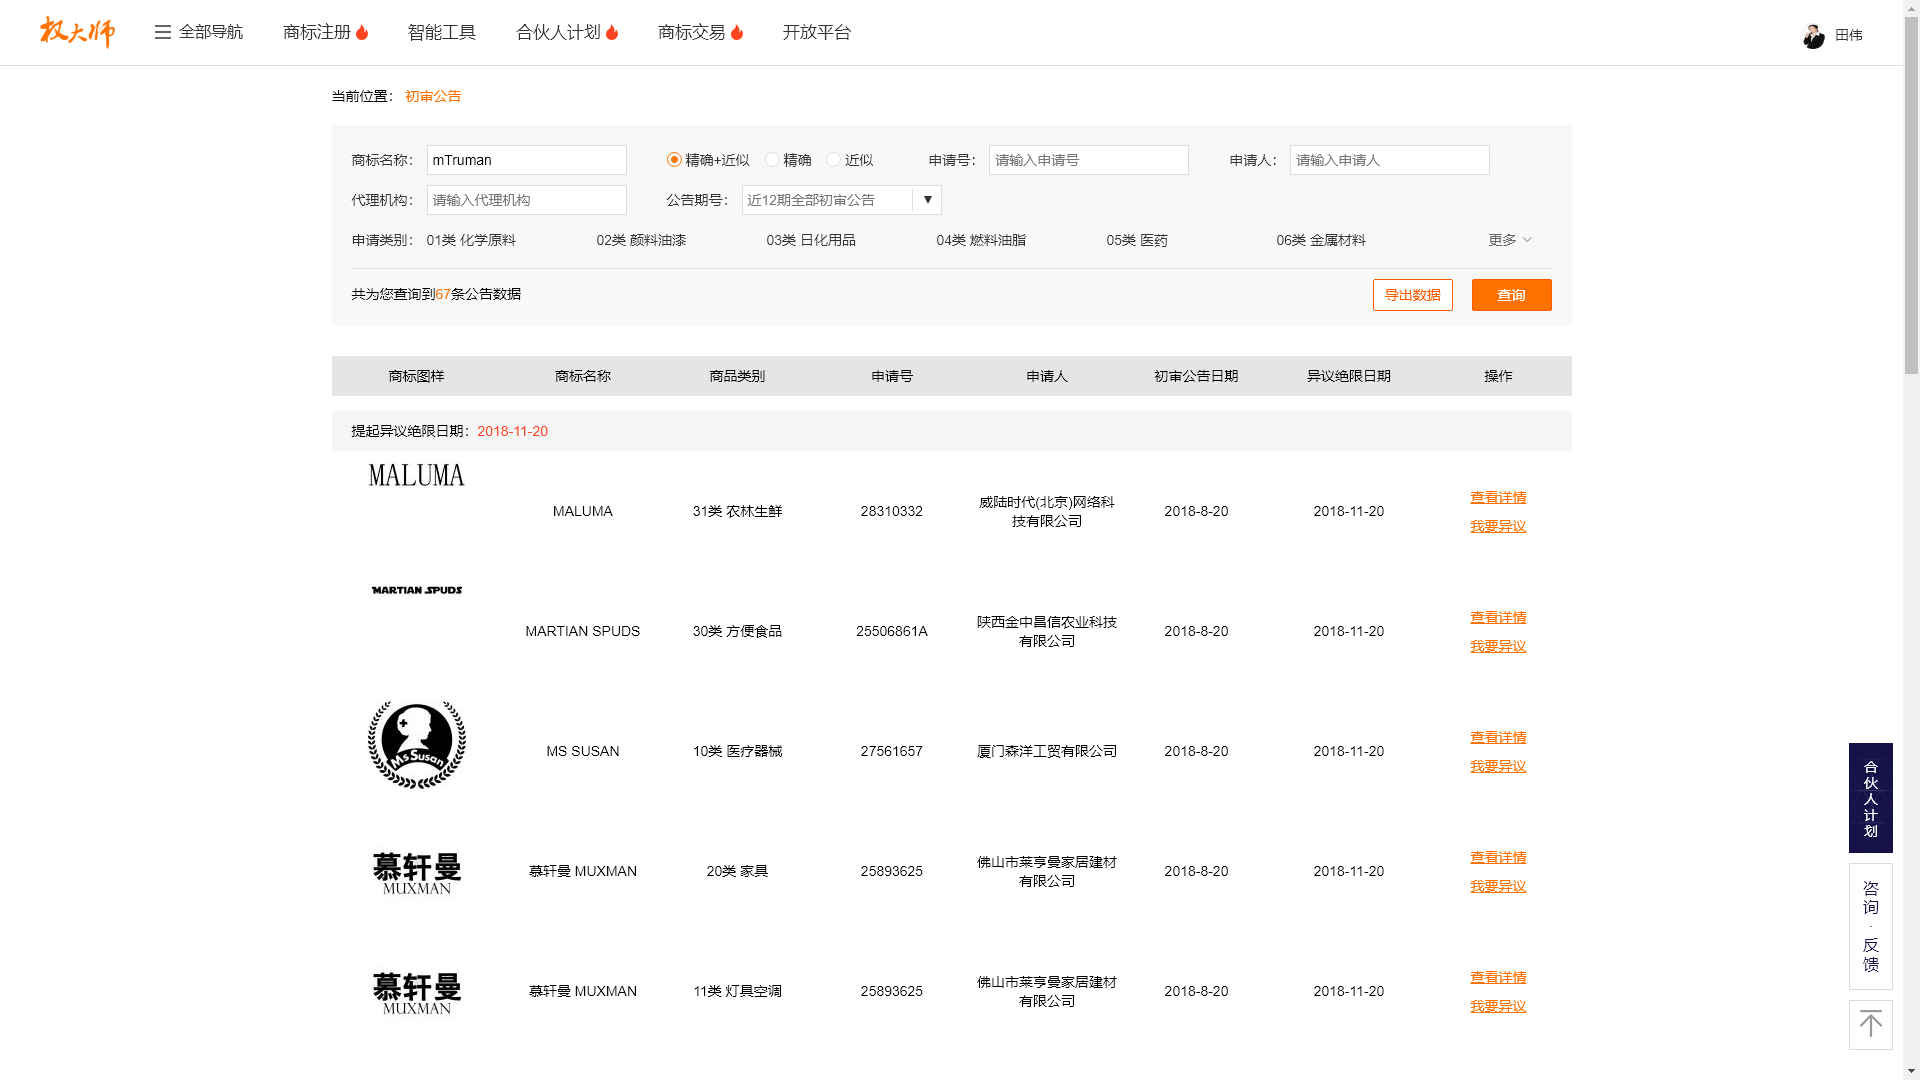 权大师 全部导航 商标注册 智能工具 合伙人计划 商标交易 开放平台 田伟
当前位置： 初审公告
商标名称： mTruman 精确+近似 精确 近似 申请号： 请输入申请号 申请人： 请输入申请人
代理机构： 请输入代理机构 公告期号： 近12期全部初审公告 ▼
申请类别： 01类 化学原料 02类 颜料油漆 03类 日化用品 04类 燃料油脂 05类 医药 06类 金属材料 更多
共为您查询到67条公告数据 导出数据 查询
商标图样 商标名称 商品类别 申请号 申请人 初审公告日期 异议绝限日期 操作
提起异议绝限日期：2018-11-20
MALUMA
MALUMA 31类 农林生鲜 28310332 威陆时代(北京)网络科技有限公司 2018-8-20 2018-11-20 查看详情 我要异议
MARTIAN SPUDS
MARTIAN SPUDS 30类 方便食品 25506861A 陕西金中昌信农业科技有限公司 2018-8-20 2018-11-20 查看详情 我要异议
Ms Susan
MS SUSAN 10类 医疗器械 27561657 厦门森洋工贸有限公司 2018-8-20 2018-11-20 查看详情 我要异议
慕轩曼
MUXMAN
慕轩曼 MUXMAN 20类 家具 25893625 佛山市莱亨曼家居建材有限公司 2018-8-20 2018-11-20 查看详情 我要异议
慕轩曼
MUXMAN
慕轩曼 MUXMAN 11类 灯具空调 25893625 佛山市莱亨曼家居建材有限公司 2018-8-20 2018-11-20 查看详情 我要异议
合伙人计划
咨询·反馈